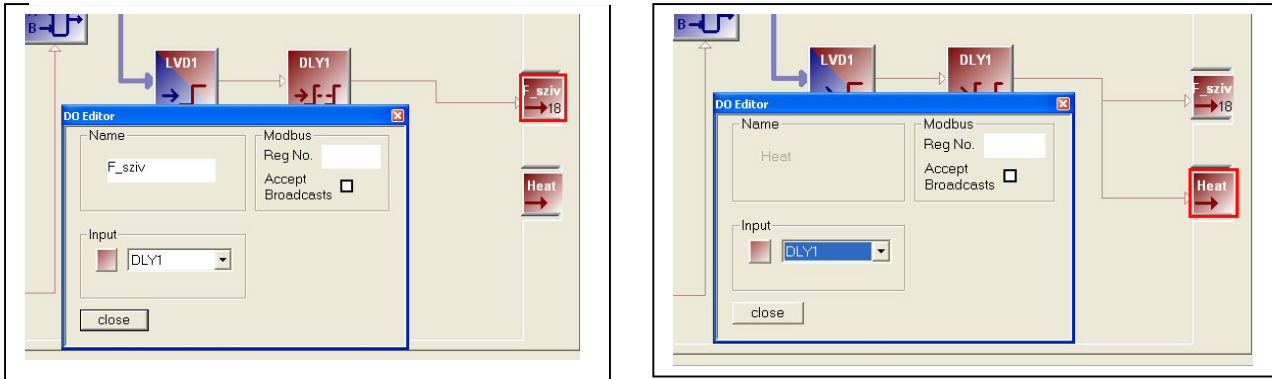 B
LVD1
DLY1
F_sziv
18
DO Editor
Name
F_sziv
Modbus
Reg No.
Accept
Broadcasts
Input
DLY1
close
Heat
B
LVD1
DLY1
F_sziv
18
DO Editor
Name
Heat
Modbus
Reg No.
Accept
Broadcasts
Input
DLY1
close
Heat